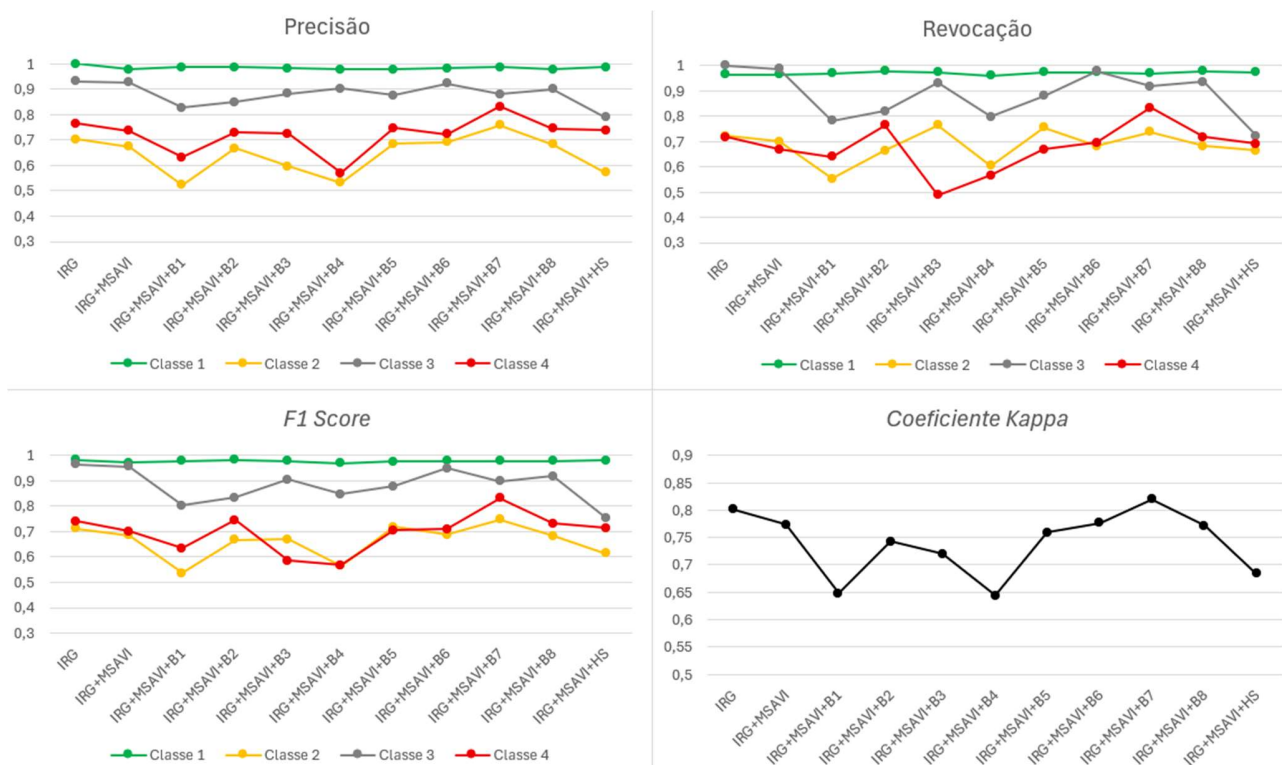 Precisão
1
0,9
0,8
0,7
0,6
0,5
0,4
0,3
IRG
IRG+MSAVI
IRG+MSAVI+B1
IRG+MSAVI+B2
IRG+MSAVI+B3
IRG+MSAVI+B4
IRG+MSAVI+B5
IRG+MSAVI+B6
IRG+MSAVI+B7
IRG+MSAVI+B8
IRG+MSAVI+HS
Classe 1 Classe 2 Classe 3 Classe 4
Revocação
1
0,9
0,8
0,7
0,6
0,5
0,4
0,3
IRG
IRG+MSAVI
IRG+MSAVI+B1
IRG+MSAVI+B2
IRG+MSAVI+B3
IRG+MSAVI+B4
IRG+MSAVI+B5
IRG+MSAVI+B6
IRG+MSAVI+B7
IRG+MSAVI+B8
IRG+MSAVI+HS
Classe 1 Classe 2 Classe 3 Classe 4
F1 Score
1
0,9
0,8
0,7
0,6
0,5
0,4
0,3
IRG
IRG+MSAVI
IRG+MSAVI+B1
IRG+MSAVI+B2
IRG+MSAVI+B3
IRG+MSAVI+B4
IRG+MSAVI+B5
IRG+MSAVI+B6
IRG+MSAVI+B7
IRG+MSAVI+B8
IRG+MSAVI+HS
Classe 1 Classe 2 Classe 3 Classe 4
Coeficiente Kappa
0,9
0,85
0,8
0,75
0,7
0,65
0,6
0,55
0,5
IRG
IRG+MSAVI
IRG+MSAVI+B1
IRG+MSAVI+B2
IRG+MSAVI+B3
IRG+MSAVI+B4
IRG+MSAVI+B5
IRG+MSAVI+B6
IRG+MSAVI+B7
IRG+MSAVI+B8
IRG+MSAVI+HS